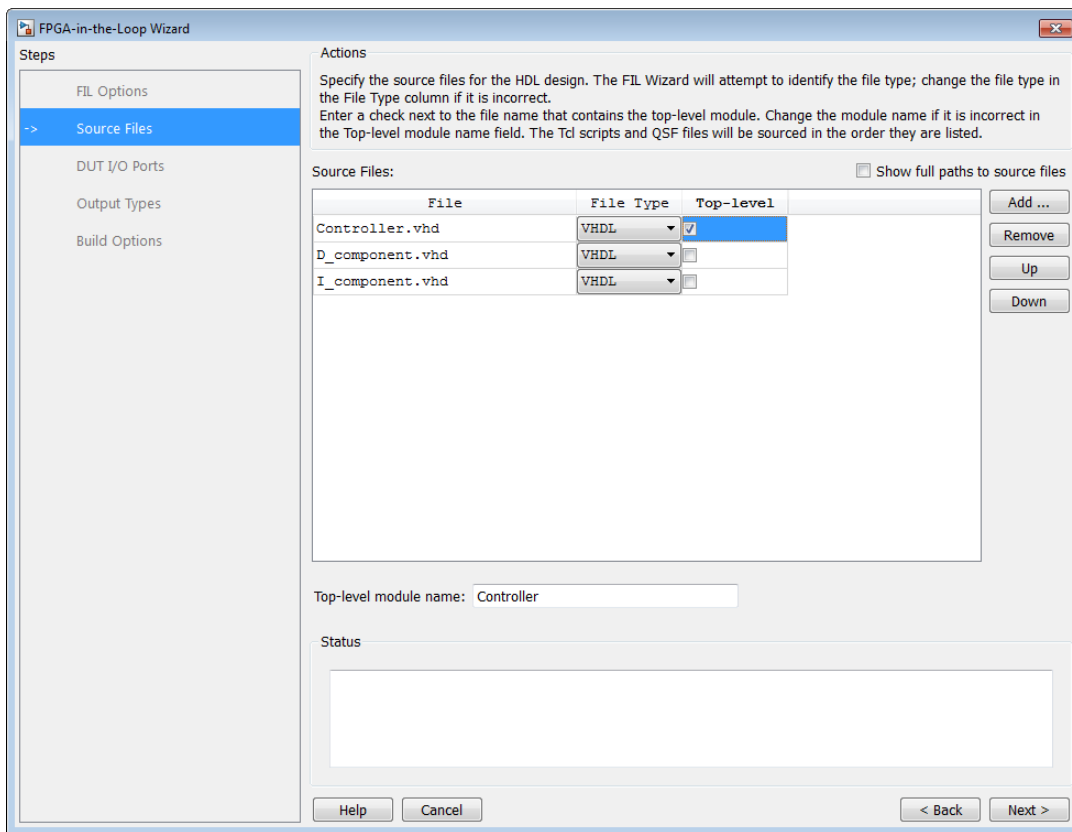 FPGA-in-the-Loop Wizard
Steps
FIL Options
-> Source Files
DUT I/O Ports
Output Types
Build Options
Actions
Specify the source files for the HDL design. The FIL Wizard will attempt to identify the file type; change the file type in
the File Type column if it is incorrect.
Enter a check next to the file name that contains the top-level module. Change the module name if it is incorrect in
the Top-level module name field. The Tcl scripts and QSF files will be sourced in the order they are listed.
Source Files: Show full paths to source files
File File Type Top-level
Controller.vhd VHDL
D_component.vhd VHDL
I_component.vhd VHDL
Add ...
Remove
Up
Down
Top-level module name: Controller
Status
Help Cancel < Back Next >